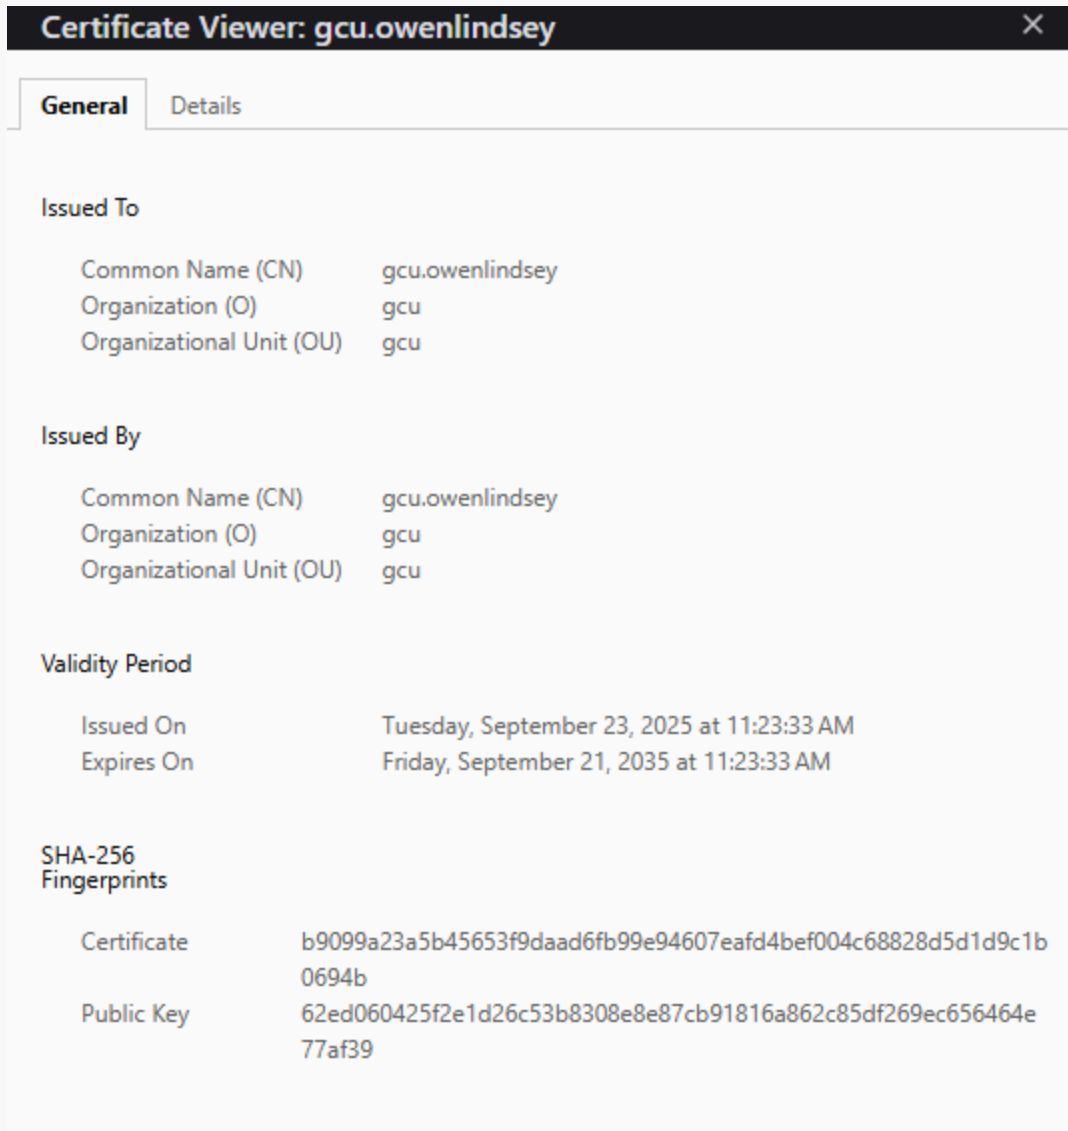 Certificate Viewer: gcu.owenlindsey
General Details
Issued To
Common Name (CN) gcu.owenlindsey
Organization (O) gcu
Organizational Unit (OU) gcu
Issued By
Common Name (CN) gcu.owenlindsey
Organization (O) gcu
Organizational Unit (OU) gcu
Validity Period
Issued On Tuesday, September 23, 2025 at 11:23:33 AM
Expires On Friday, September 21, 2035 at 11:23:33 AM
SHA-256
Fingerprints
Certificate b9099a23a5b45653f9daad6fb99e94607eafd4bef004c68828d5d1d9c1b
0694b
Public Key 62ed060425f2e1d26c53b8308e8e87cb91816a862c85df269ec656464e
77af39